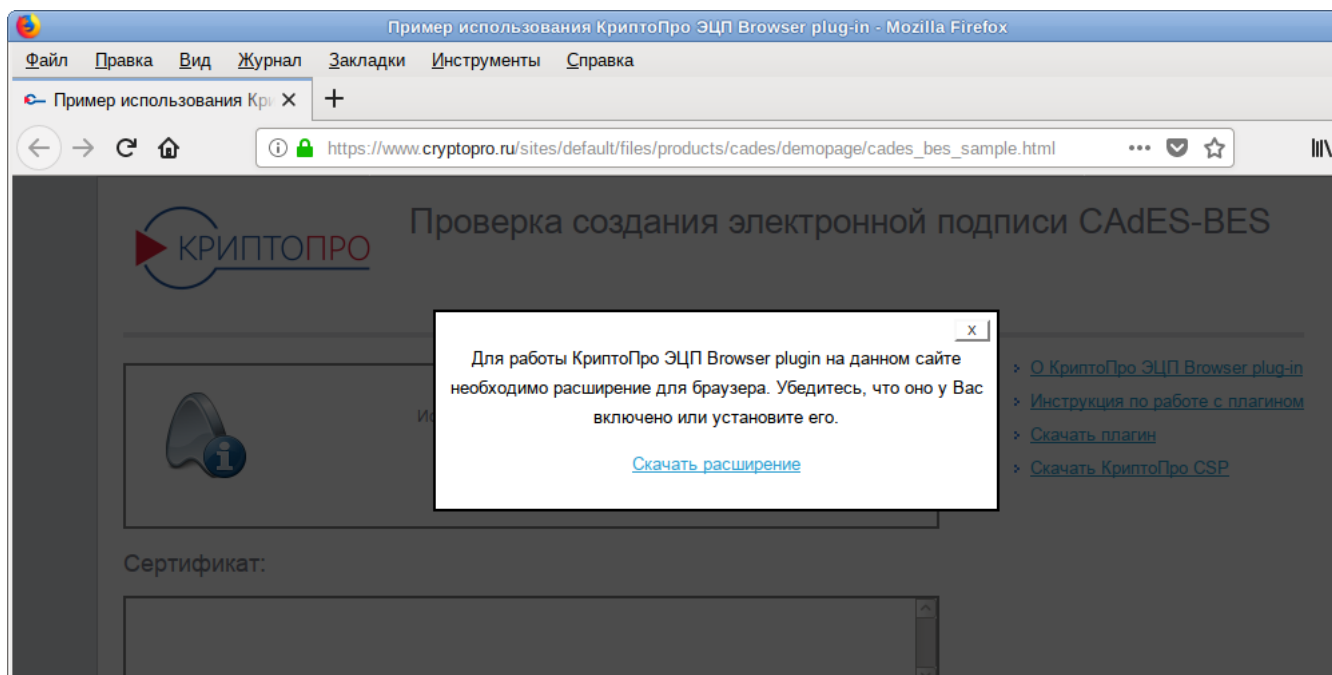 Пример использования КриптоПро ЭЦП Browser plug-in - Mozilla Firefox
Файл Правка Вид Журнал Закладки Инструменты Справка
Пример использования Кри
https://www.cryptopro.ru/sites/default/files/products/cades/demopage/cades_bes_sample.html
КРИПТОПРО
Проверка создания электронной подписи CAdES-BES
x
Для работы КриптоПро ЭЦП Browser plugin на данном сайте
необходимо расширение для браузера. Убедитесь, что оно у Вас
включено или установите его.
Скачать расширение
О КриптоПро ЭЦП Browser plug-in
Инструкция по работе с плагином
Скачать плагин
Скачать КриптоПро CSP
Сертификат: